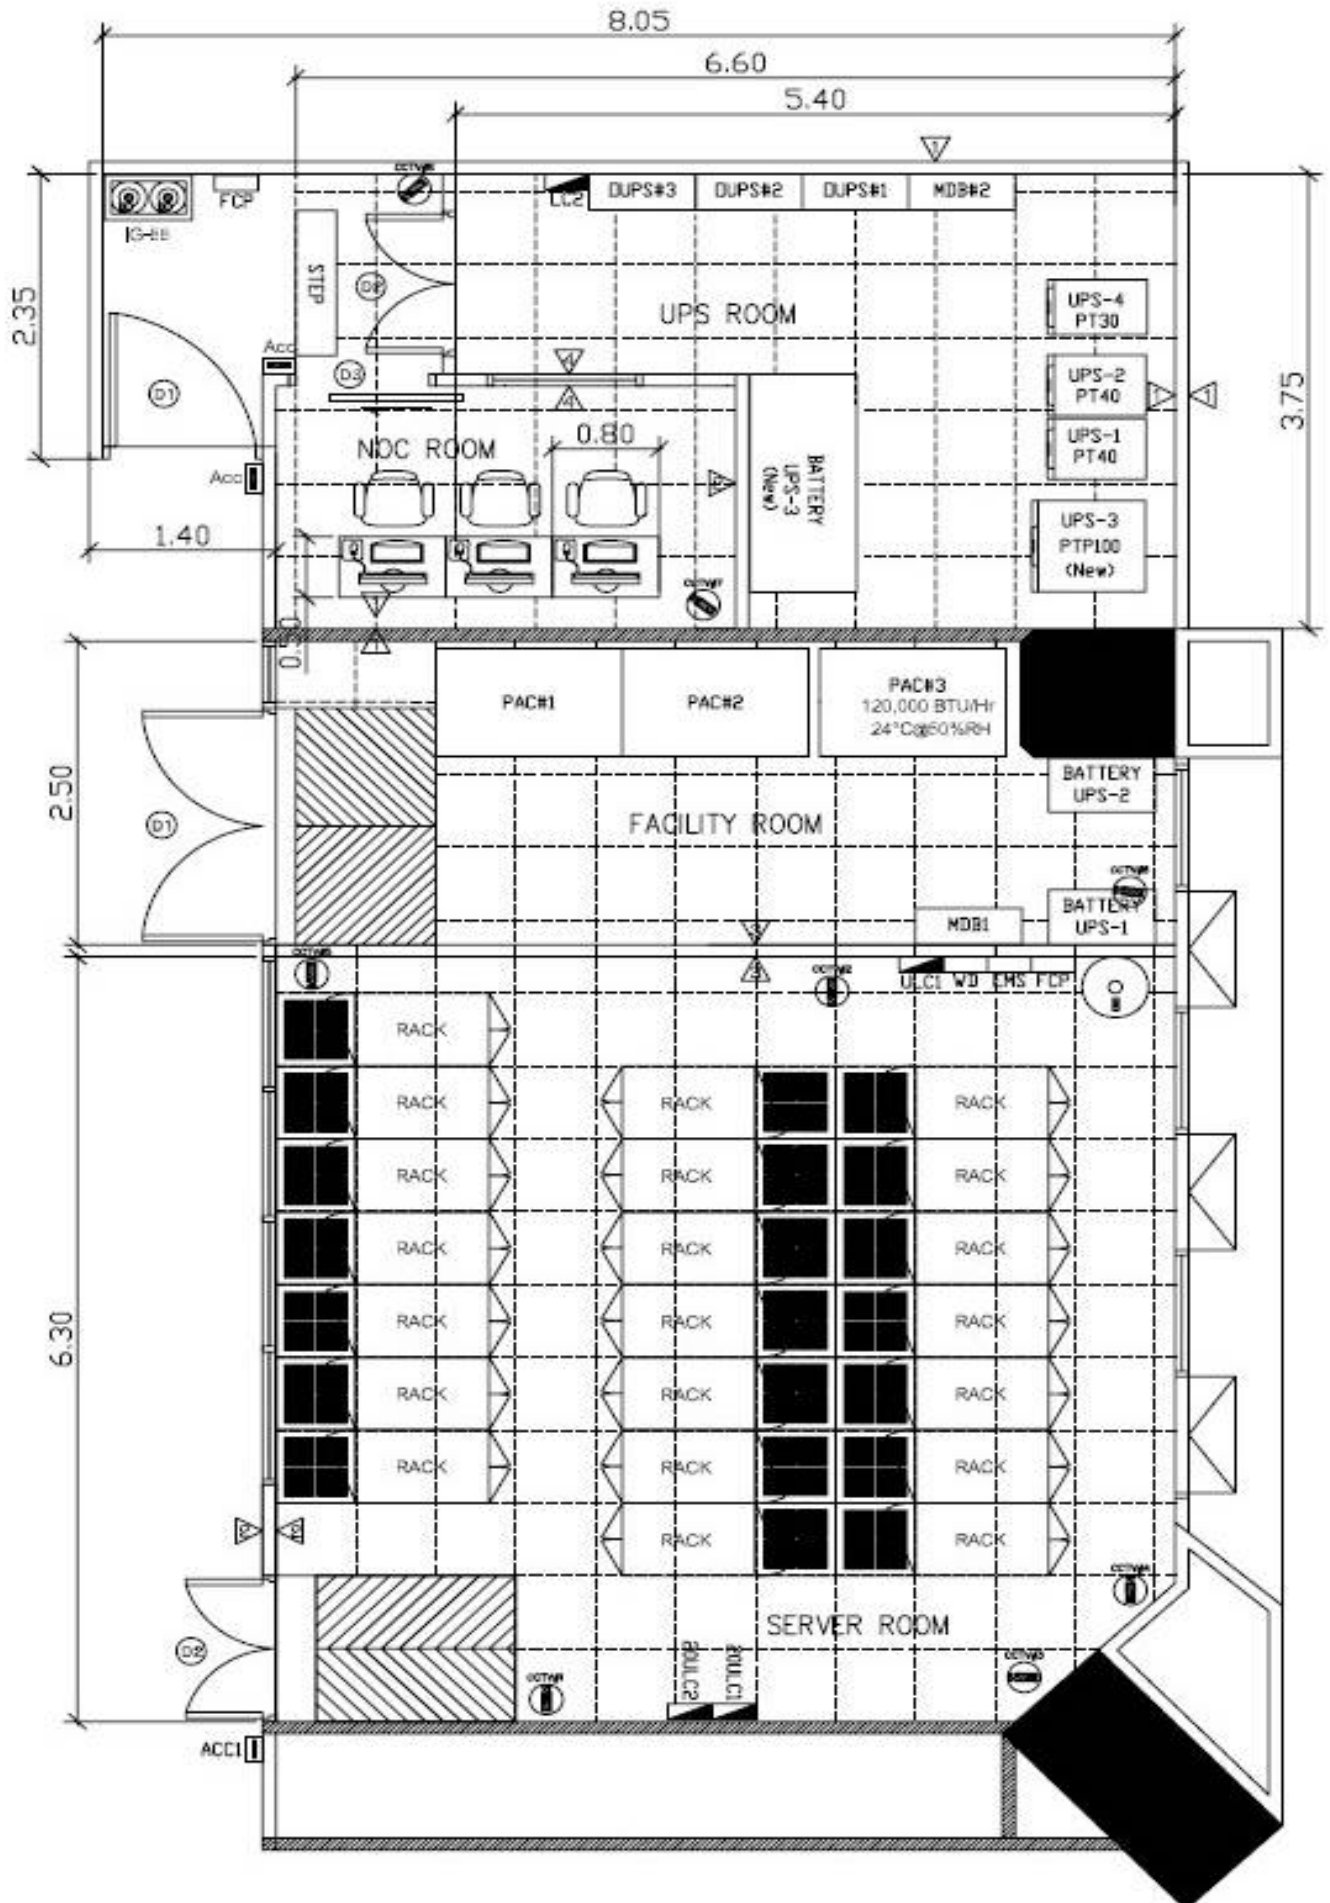 8.05
6.60
5.40
FCP
LC2
DUPS#3
DUPS#2
DUPS#1
MDB#2
STEP
D2
2.35
UPS ROOM
UPS-4
PT30
Acc
D3
D1
UPS-2
PT40
3.75
NOC ROOM
0.80
UPS-1
PT40
Acc
BATTERY
UPS-3
(New)
UPS-3
PTP100
(New)
1.40
PAC#1
PAC#2
PAC#3
120,000 BTU/Hr
24°C@50%RH
2.50
D1
FACILITY ROOM
BATTERY
UPS-2
MDB1
BATTERY
UPS-1
ULC1 WD EMS FCP
RACK
RACK
RACK
RACK
RACK
RACK
RACK
RACK
RACK
RACK
6.30
RACK
RACK
RACK
RACK
RACK
RACK
RACK
RACK
RACK
RACK
RACK
D2
SERVER ROOM
ACC1